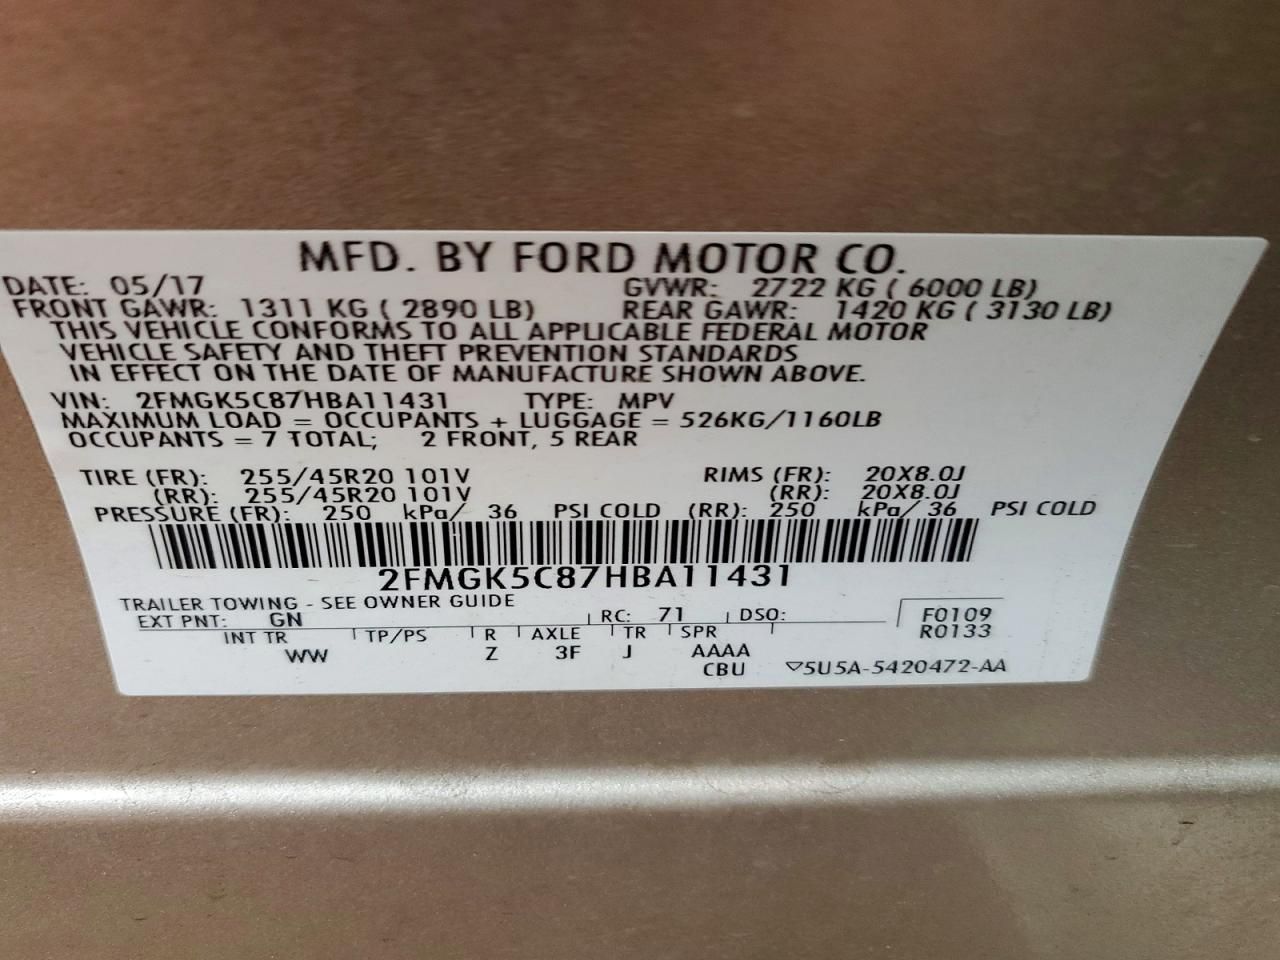 MFD. BY FORD MOTOR CO.
DATE: 05/17 GVWR: 2722 KG ( 6000 LB)
FRONT GAWR: 1311 KG ( 2890 LB) REAR GAWR: 1420 KG ( 3130 LB)
THIS VEHICLE CONFORMS TO ALL APPLICABLE FEDERAL MOTOR
VEHICLE SAFETY AND THEFT PREVENTION STANDARDS
IN EFFECT ON THE DATE OF MANUFACTURE SHOWN ABOVE.
VIN: 2FMGK5C87HBA11431 TYPE: MPV
MAXIMUM LOAD = OCCUPANTS + LUGGAGE = 526KG/1160LB
OCCUPANTS = 7 TOTAL; 2 FRONT, 5 REAR
TIRE (FR): 255/45R20 101V RIMS (FR): 20X8.0J
(RR): 255/45R20 101V (RR): 20X8.0J
PRESSURE (FR): 250 kPa/ 36 PSI COLD (RR): 250 kPa/ 36 PSI COLD
2FMGK5C87HBA11431
TRAILER TOWING - SEE OWNER GUIDE
EXT PNT: GN RC: 71 DSO: F0109
INT TR TP/PS R AXLE TR SPR R0133
WW Z 3F J AAAA
CBU ▽5U5A-5420472-AA